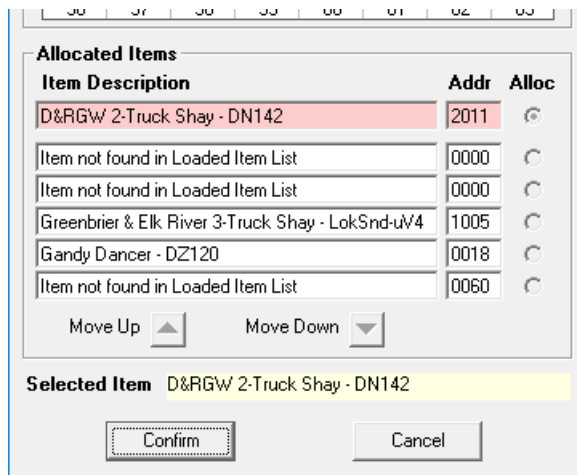 Allocated Items
Item Description Addr Alloc
D&RGW 2-Truck Shay - DN142 2011
Item not found in Loaded Item List 0000
Item not found in Loaded Item List 0000
Greenbrier & Elk River 3-Truck Shay - LokSnd-uV4 1005
Gandy Dancer - DZ120 0018
Item not found in Loaded Item List 0060
Move Up Move Down
Selected Item D&RGW 2-Truck Shay - DN142
Confirm Cancel